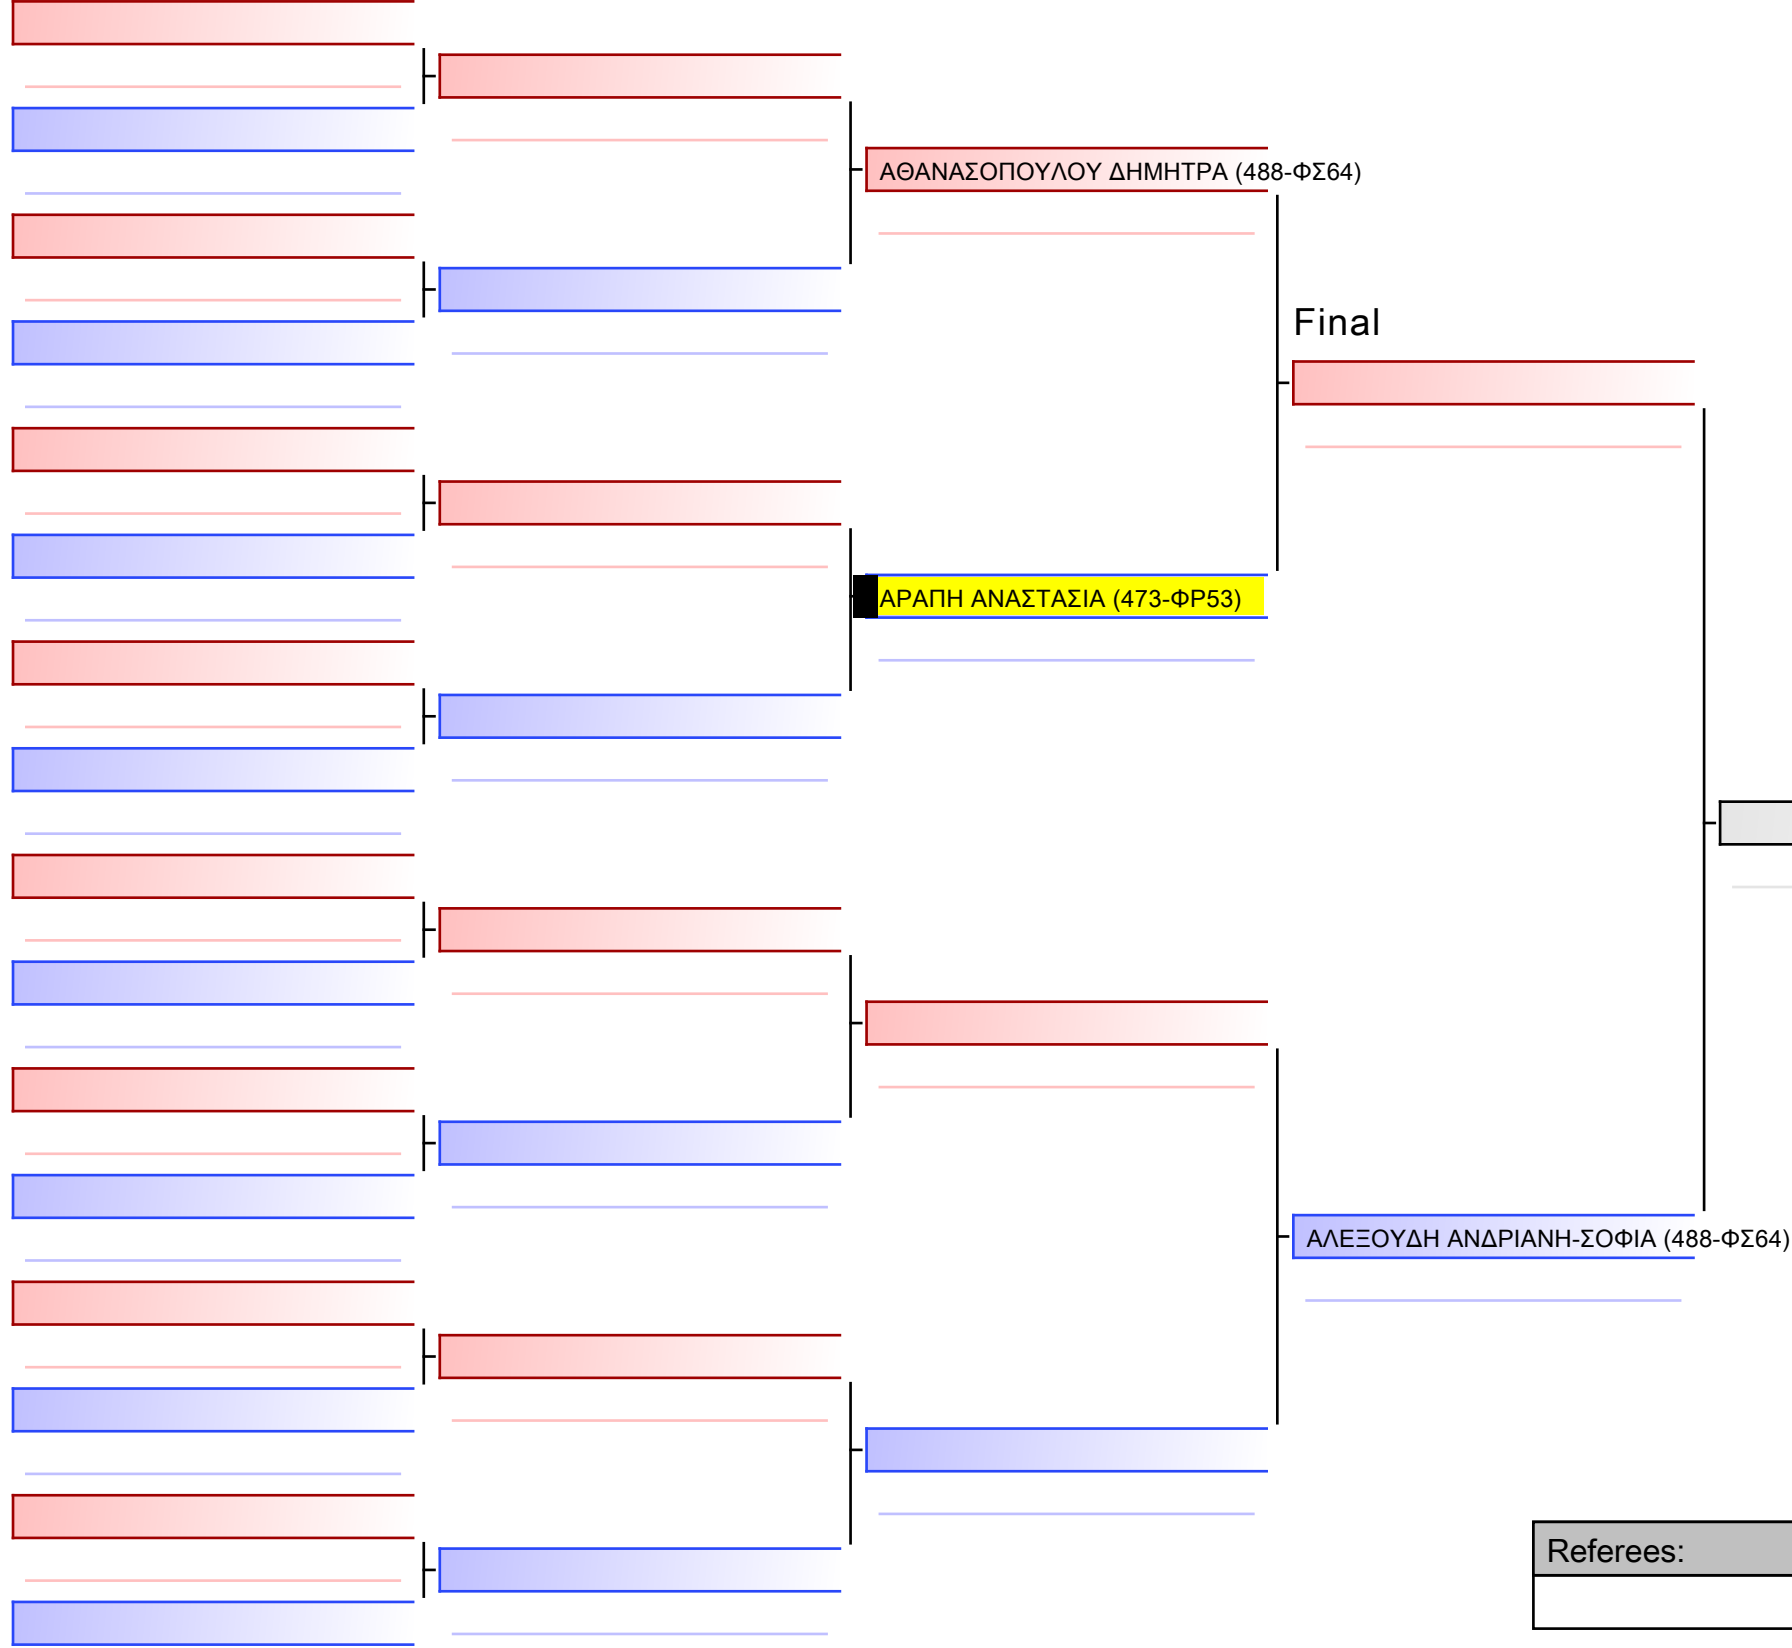 ΑΘΑΝΑΣΟΠΟΥΛΟΥ ΔΗΜΗΤΡΑ (488-ΦΣ64)
Final
ΑΡΑΠΗ ΑΝΑΣΤΑΣΙΑ (473-ΦΡ53)
ΑΛΕΞΟΥΔΗ ΑΝΔΡΙΑΝΗ-ΣΟΦΙΑ (488-ΦΣ64)
Referees: